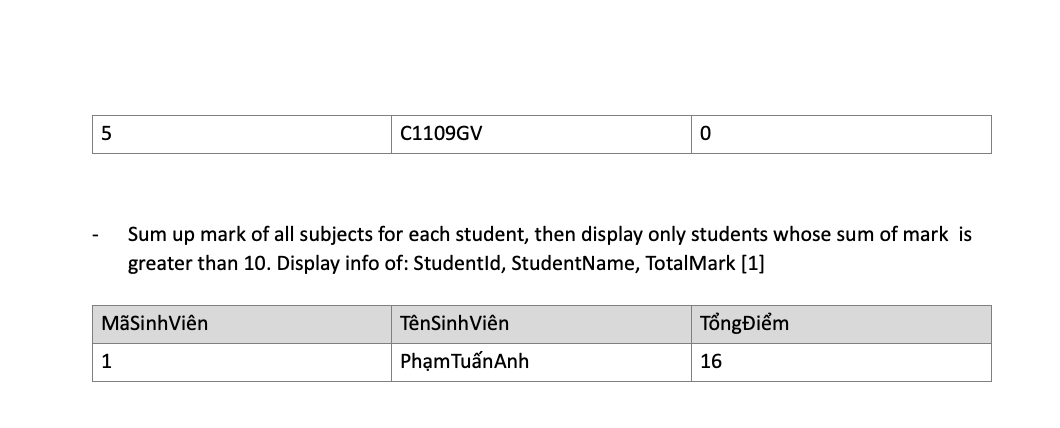 5 C1109GV 0
- Sum up mark of all subjects for each student, then display only students whose sum of mark is
greater than 10. Display info of: StudentId, StudentName, TotalMark [1]
MãSinhViên TênSinhViên TổngĐiểm
1 PhạmTuấnAnh 16